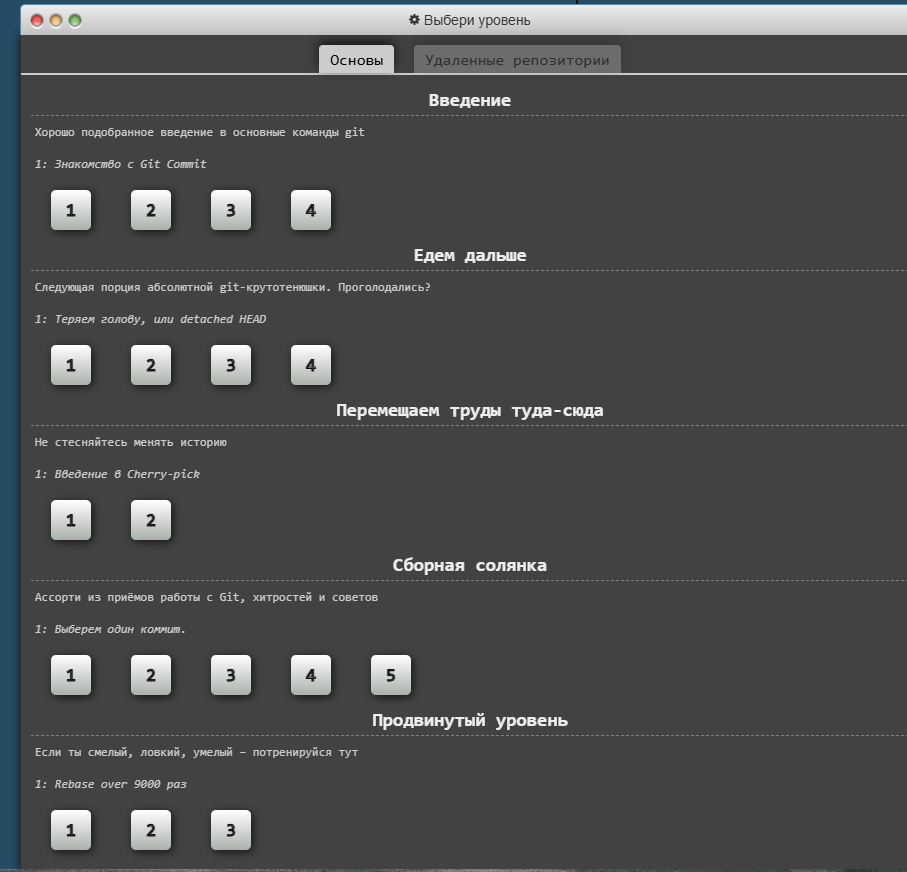 Выбери уровень
Основы Удаленные репозитории
Введение
Хорошо подобранное введение в основные команды git
1: Знакомство с Git Commit
1 2 3 4
Едем дальше
Следующая порция абсолютной git-крутотенюшки. Проголодались?
1: Теряем голову, или detached HEAD
1 2 3 4
Перемещаем труды туда-сюда
Не стесняйтесь менять историю
1: Введение в Cherry-pick
1 2
Сборная солянка
Ассорти из приёмов работы с Git, хитростей и советов
1: Выберем один коммит.
1 2 3 4 5
Продвинутый уровень
Если ты смелый, ловкий, умелый – потренируйся тут
1: Rebase over 9000 раз
1 2 3